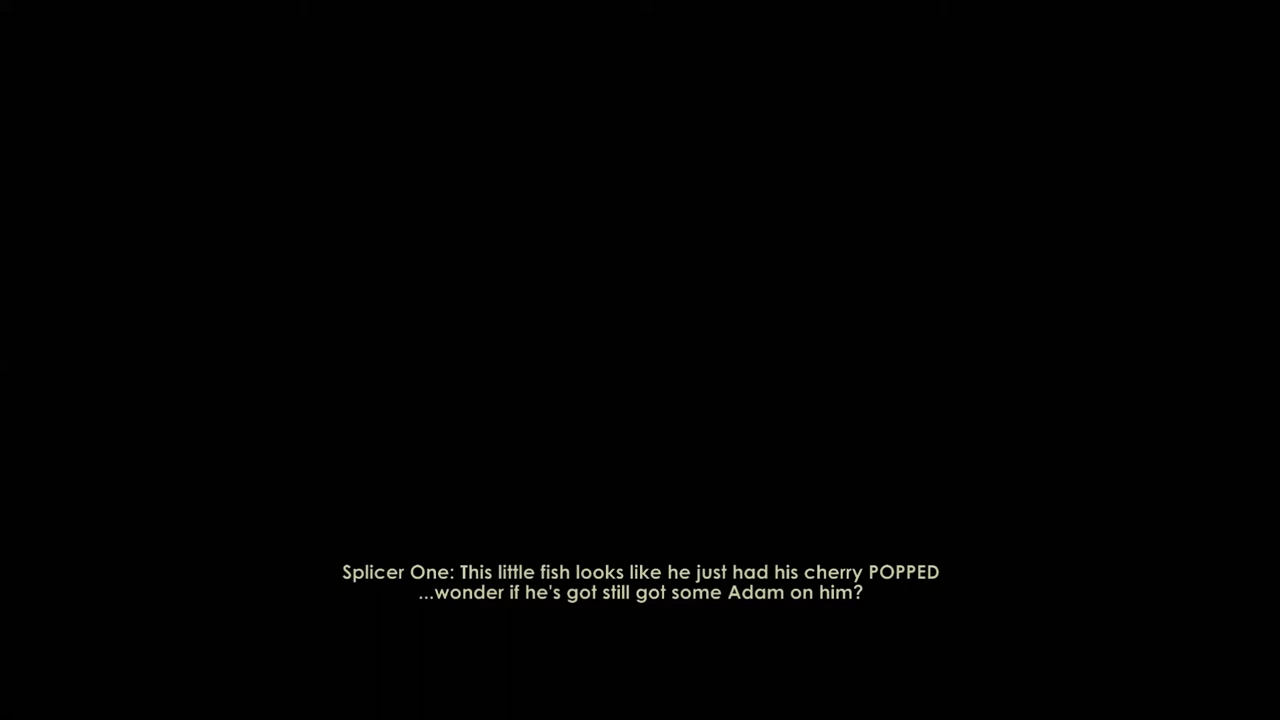 Splicer One: This little fish looks like he just had his cherry POPPED
...wonder if he's got still got some Adam on him?